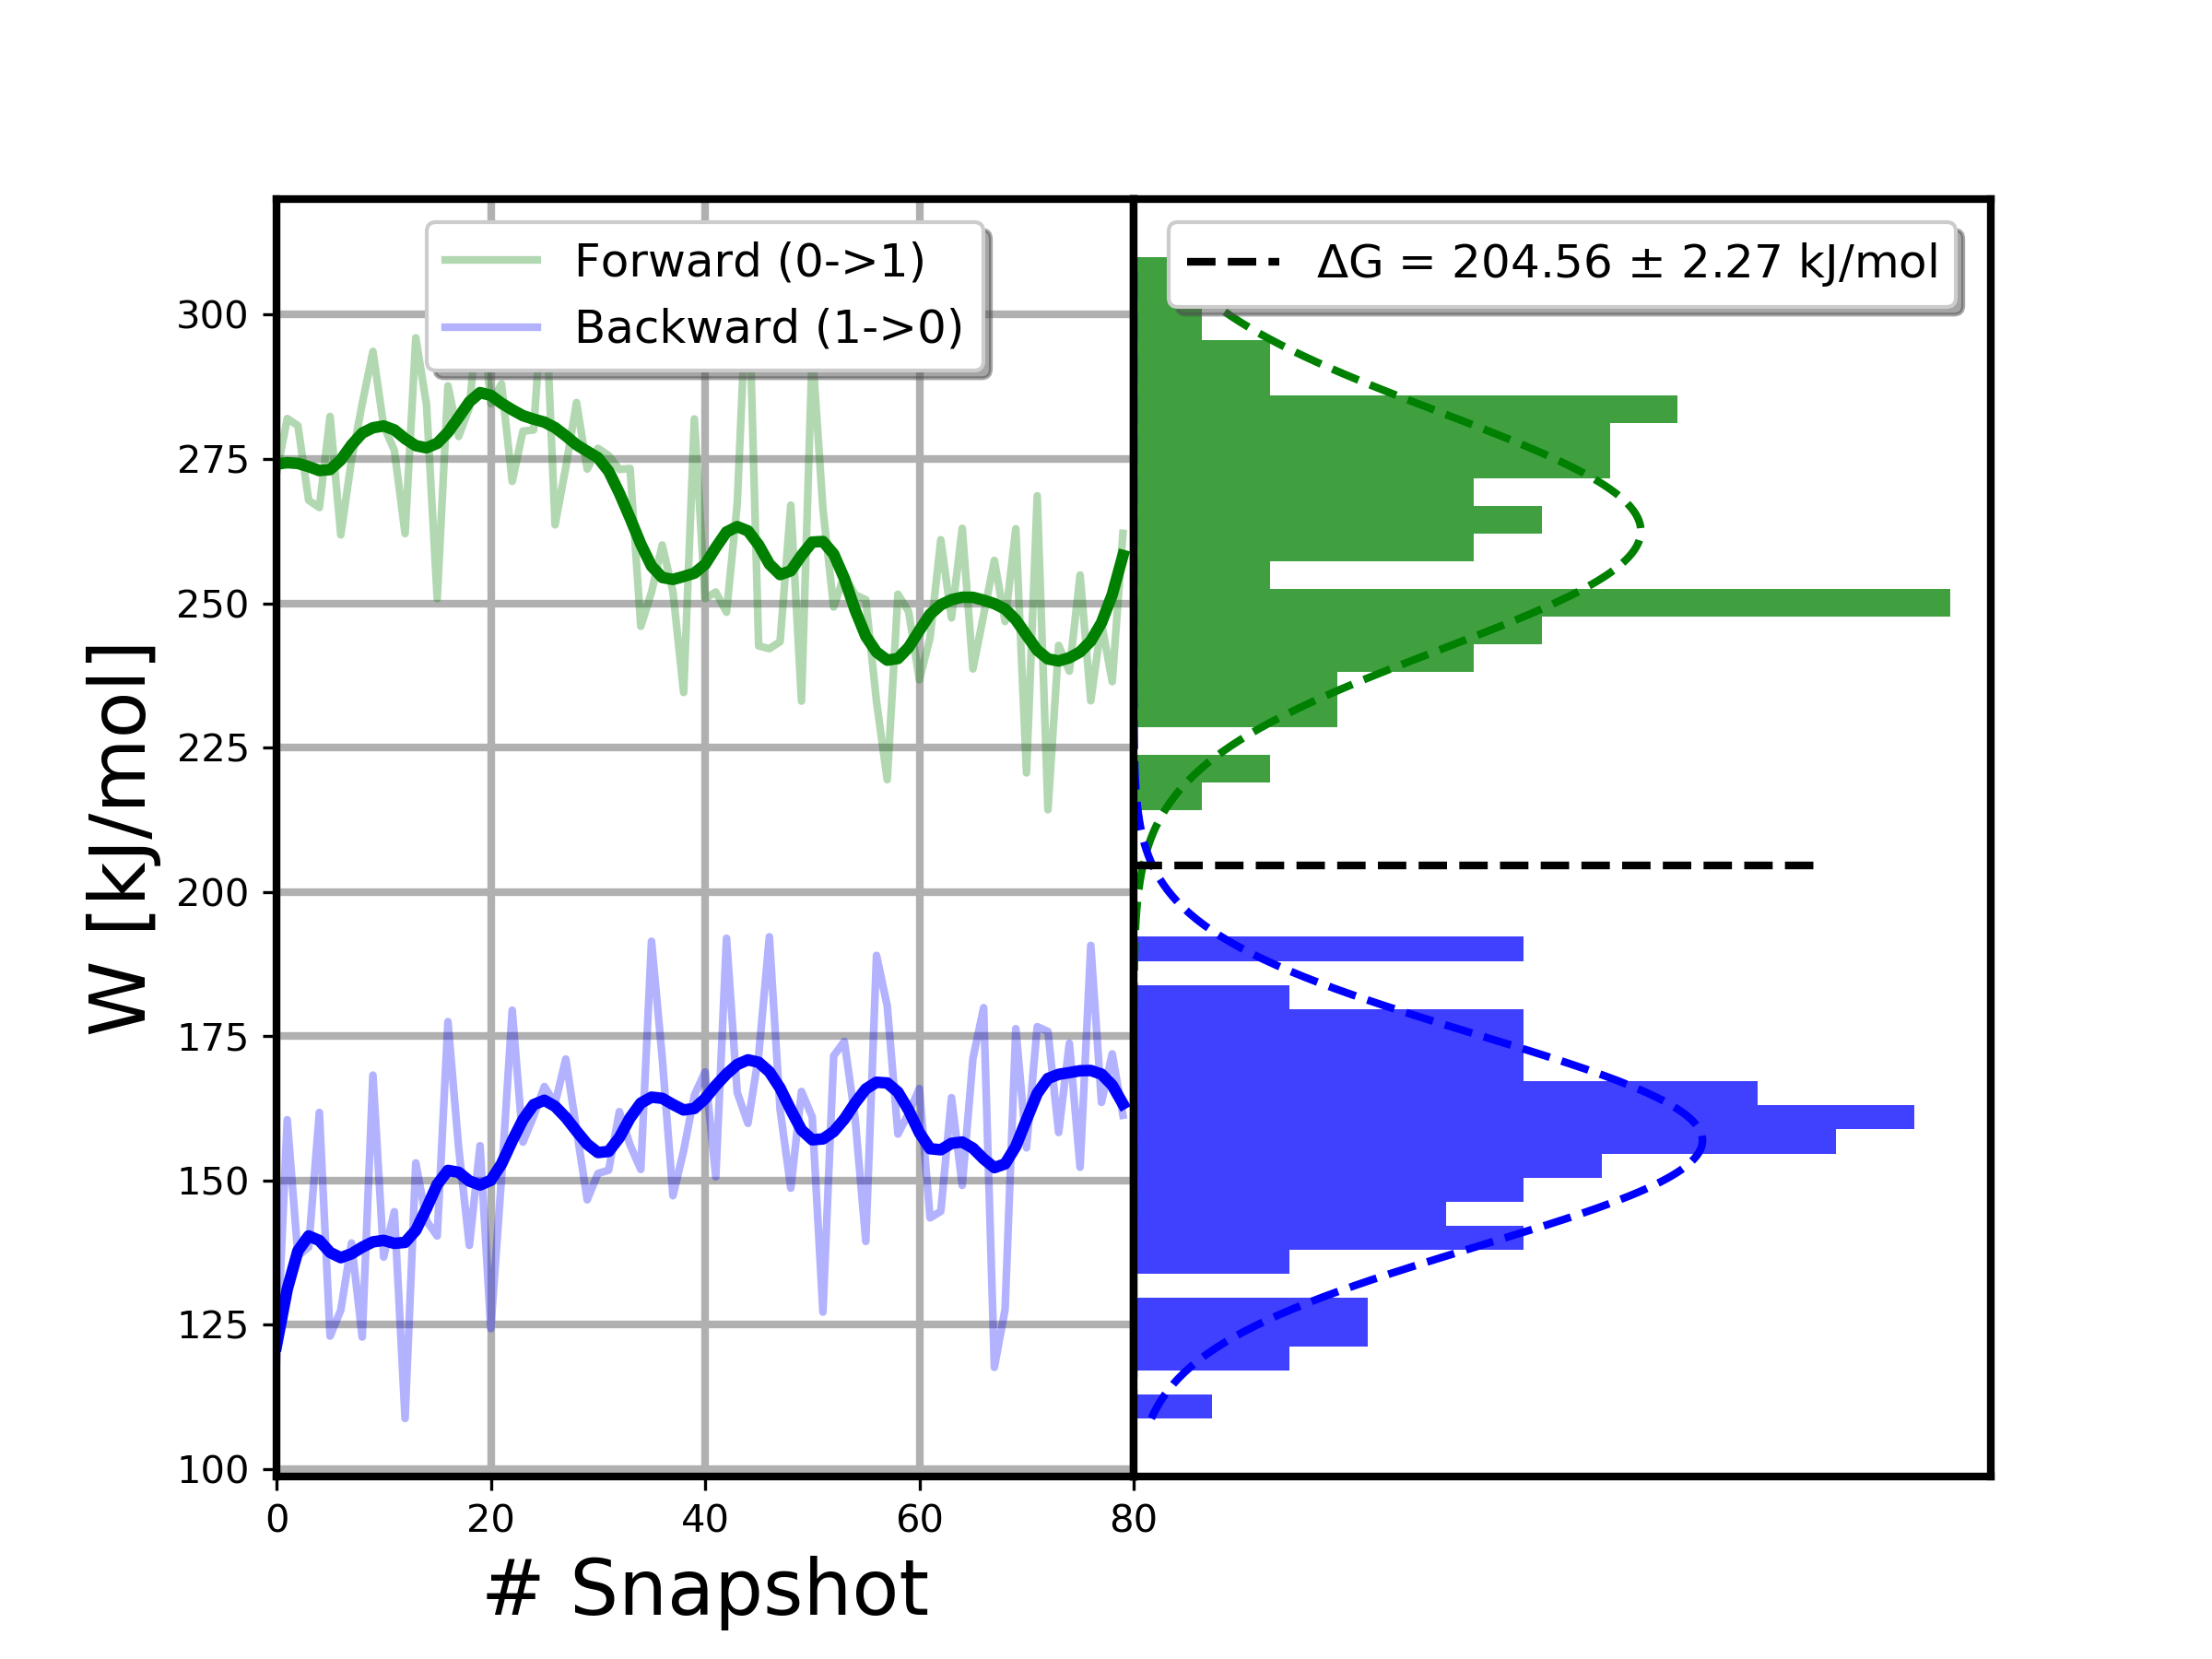 Forward (0->1)
Backward (1->0)
ΔG = 204.56 ± 2.27 kJ/mol
W [kJ/mol]
300
275
250
225
200
175
150
125
100
0 20 40 60 80
# Snapshot